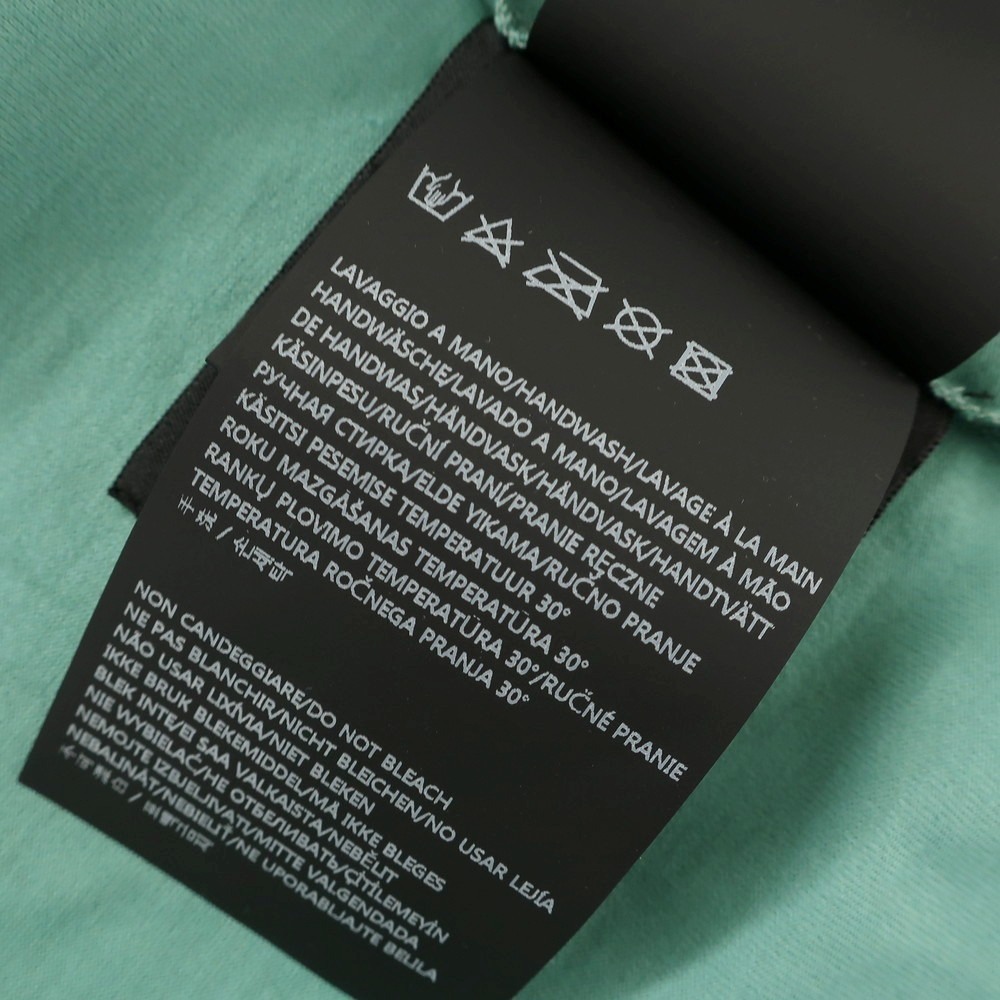 LAVAGGIO A MANO/HANDWASH/LAVAGE À LA MAIN
HANDWÄSCHE/LAVADO A MANO/LAVAGEM À MÃO
DE HANDWAS/HÅNDVASK/HÅNDVASK/HANDTVÄTT
KÄSINPESU/RUČNÍ PRANÍ/PRANIE RĘCZNE
РУЧНАЯ СТИРКА/ELDE YIKAMA/RUČNO PRANJE
KÄSITSI PESEMISE TEMPERATUUR 30°
ROKU MAZGĀŠANAS TEMPERATŪRA 30°
RANKŲ PLOVIMO TEMPERATŪRA 30°/RUČNÉ PRANIE
TEMPERATURA ROČNEGA PRANJA 30°
NON CANDEGGIARE/DO NOT BLEACH
NE PAS BLANCHIR/NICHT BLEICHEN/NO USAR LEJÍA
NÃO USAR LIXÍVIA/NIET BLEKEN
IKKE BRUK BLEKEMIDDEL/MÅ IKKE BLEGES
BLEK INTE/EI SAA VALKAISTA/NEBĚLIT
NIE WYBIELAĆ/НЕ ОТБЕЛИВАТЬ/ÇİTİLEMEYİN
NEMOJTE IZBJELJIVATI/MITTE VALGENDADA
NEBALINĀT/NEBIELIŤ/NE UPORABLJAJTE BELILA